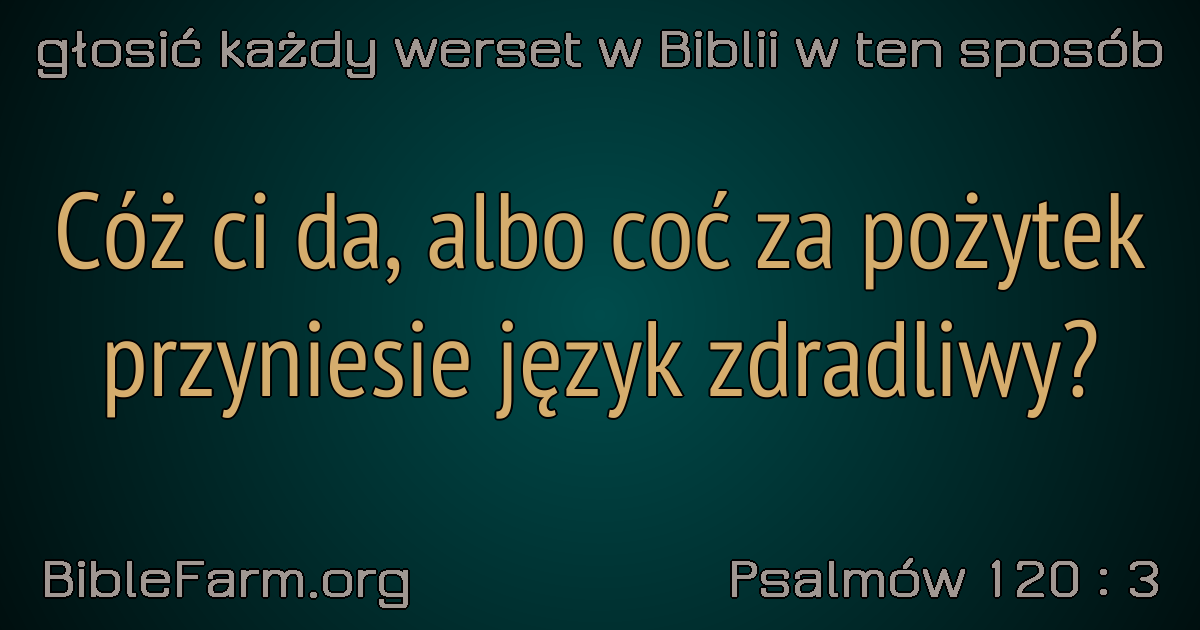 głosić każdy werset w Biblii w ten sposób
Cóż ci da, albo coć za pożytek
przyniesie język zdradliwy?
BibleFarm.org
Psalmów 120 : 3